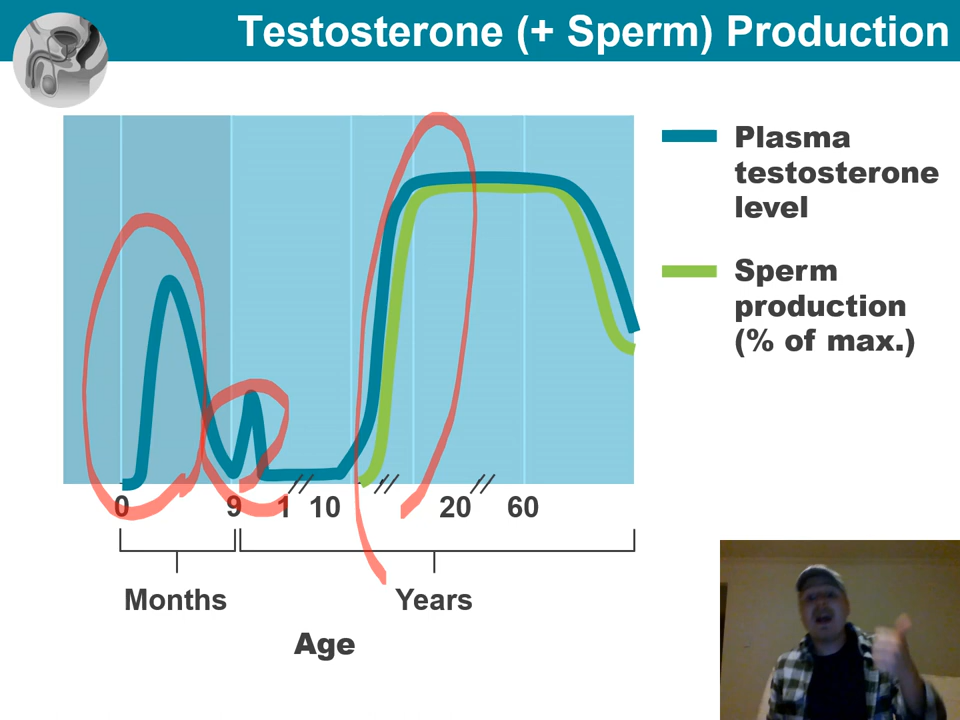 Testosterone (+ Sperm) Production
Plasma
testosterone
level
Sperm
production
(% of max.)
0 9 1 10 20 60
Months Years
Age